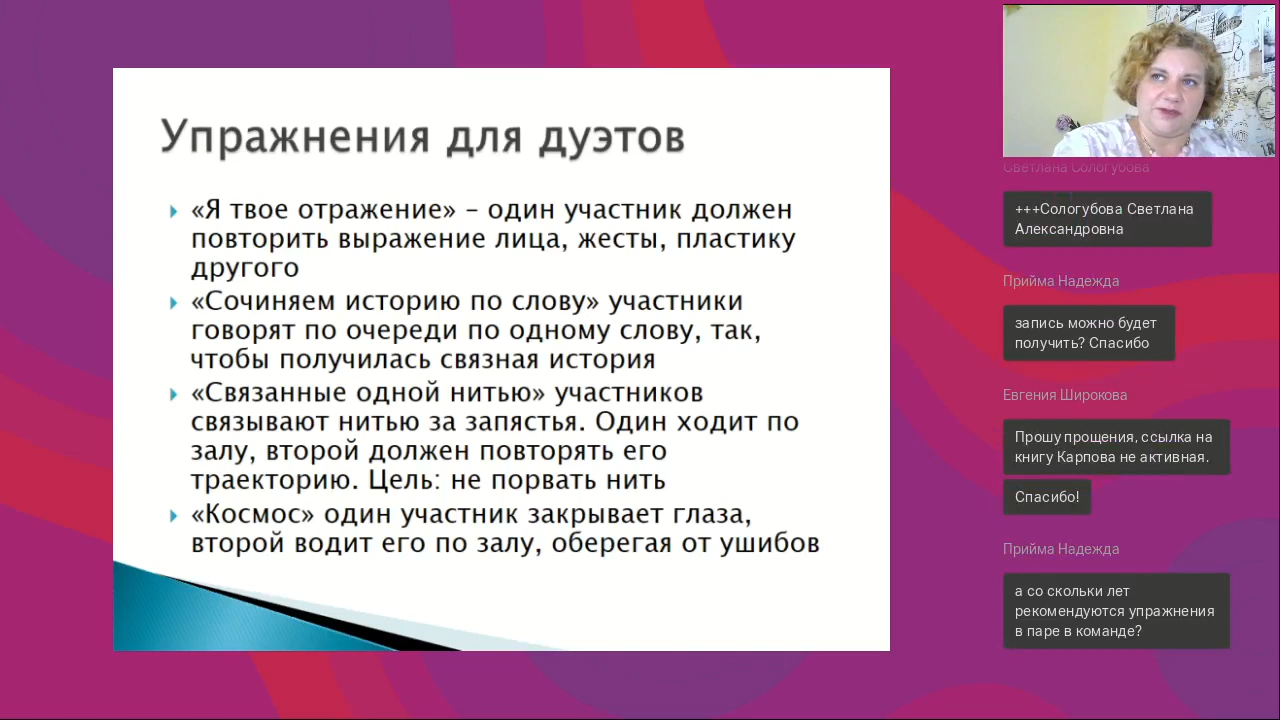 Упражнения для дуэтов
«Я твое отражение» – один участник должен
повторить выражение лица, жесты, пластику
другого
«Сочиняем историю по слову» участники
говорят по очереди по одному слову, так,
чтобы получилась связная история
«Связанные одной нитью» участников
связывают нитью за запястья. Один ходит по
залу, второй должен повторять его
траекторию. Цель: не порвать нить
«Космос» один участник закрывает глаза,
второй водит его по залу, оберегая от ушибов
Светлана Сологубова
+++Сологубова Светлана
Александровна
Прийма Надежда
запись можно будет
получить? Спасибо
Евгения Широкова
Прошу прощения, ссылка на
книгу Карпова не активная.
Спасибо!
Прийма Надежда
а со скольки лет
рекомендуются упражнения
в паре в команде?